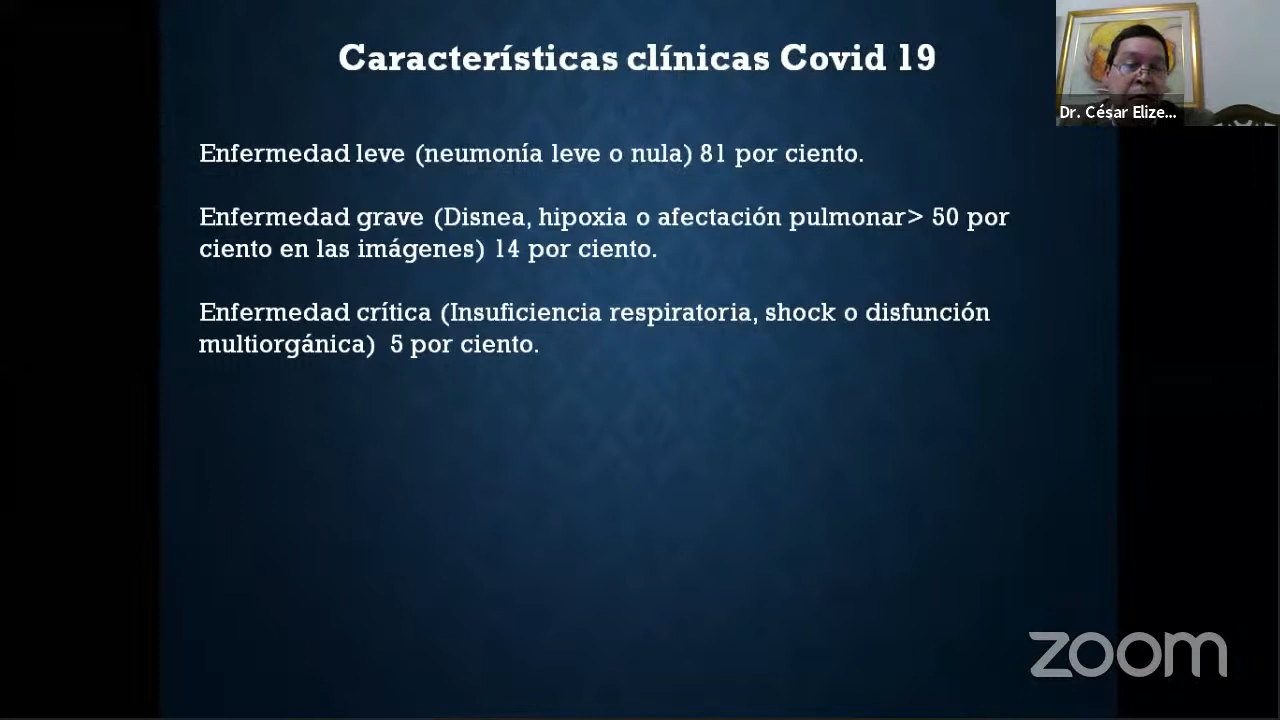 Características clínicas Covid 19
Dr. César Elize...
Enfermedad leve (neumonía leve o nula) 81 por ciento.
Enfermedad grave (Disnea, hipoxia o afectación pulmonar> 50 por
ciento en las imágenes) 14 por ciento.
Enfermedad crítica (Insuficiencia respiratoria, shock o disfunción
multiorgánica)  5 por ciento.
zoom